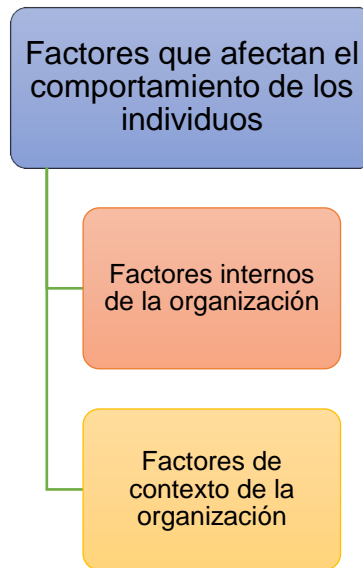 Factores que afectan el
comportamiento de los
individuos
Factores internos
de la organización
Factores de
contexto de la
organización